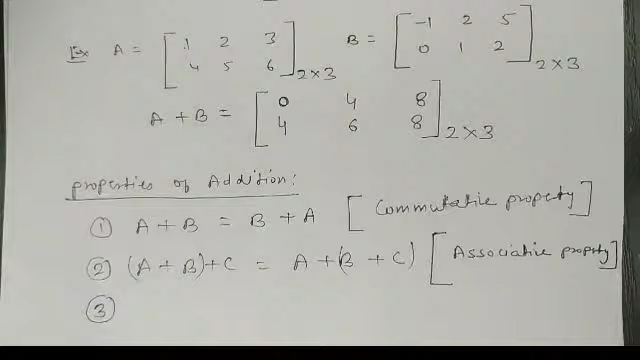 Ex A = [ 1 2 3 B = [ -1 2 5
4 5 6 ] 2×3 0 1 2 ] 2×3
A + B = [ 0 4 8
4 6 8 ] 2×3
properties of Addition:
① A + B = B + A [ Commutative property ]
② (A + B) + C = A + (B + C) [ Associative property ]
③